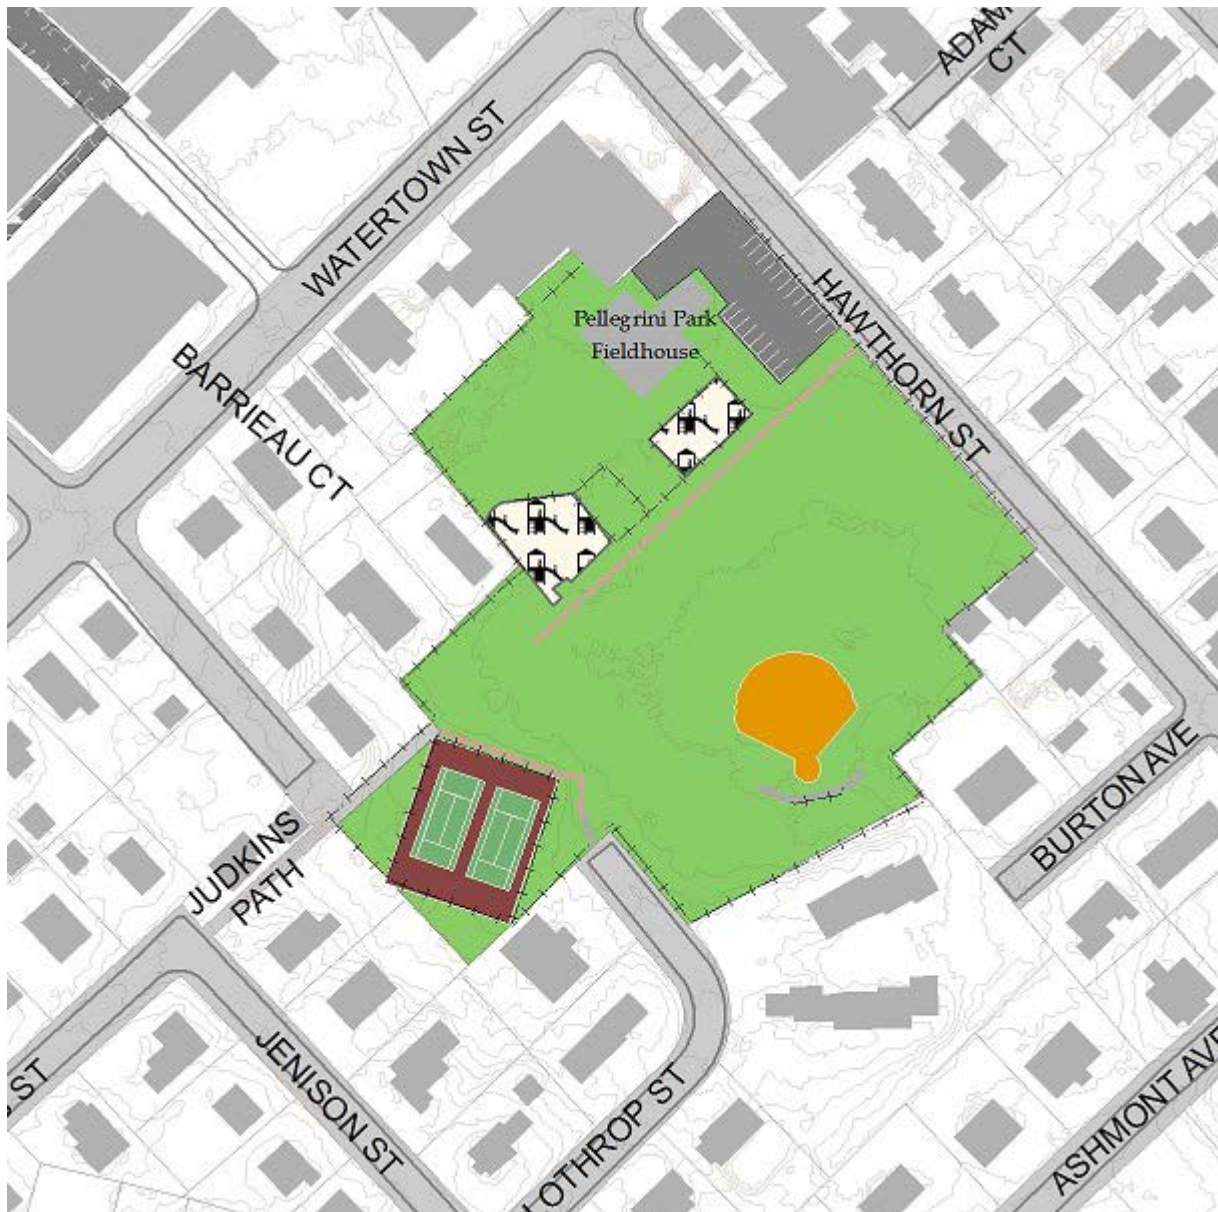 ADAM
CT
WATERTOWN ST
HAWTHORN ST
Pellegrini Park
Fieldhouse
BARRIEAU CT
BURTON AVE
JUDKINS
PATH
JENISON ST
ST
LOTHROP ST
ASHMONT AVE